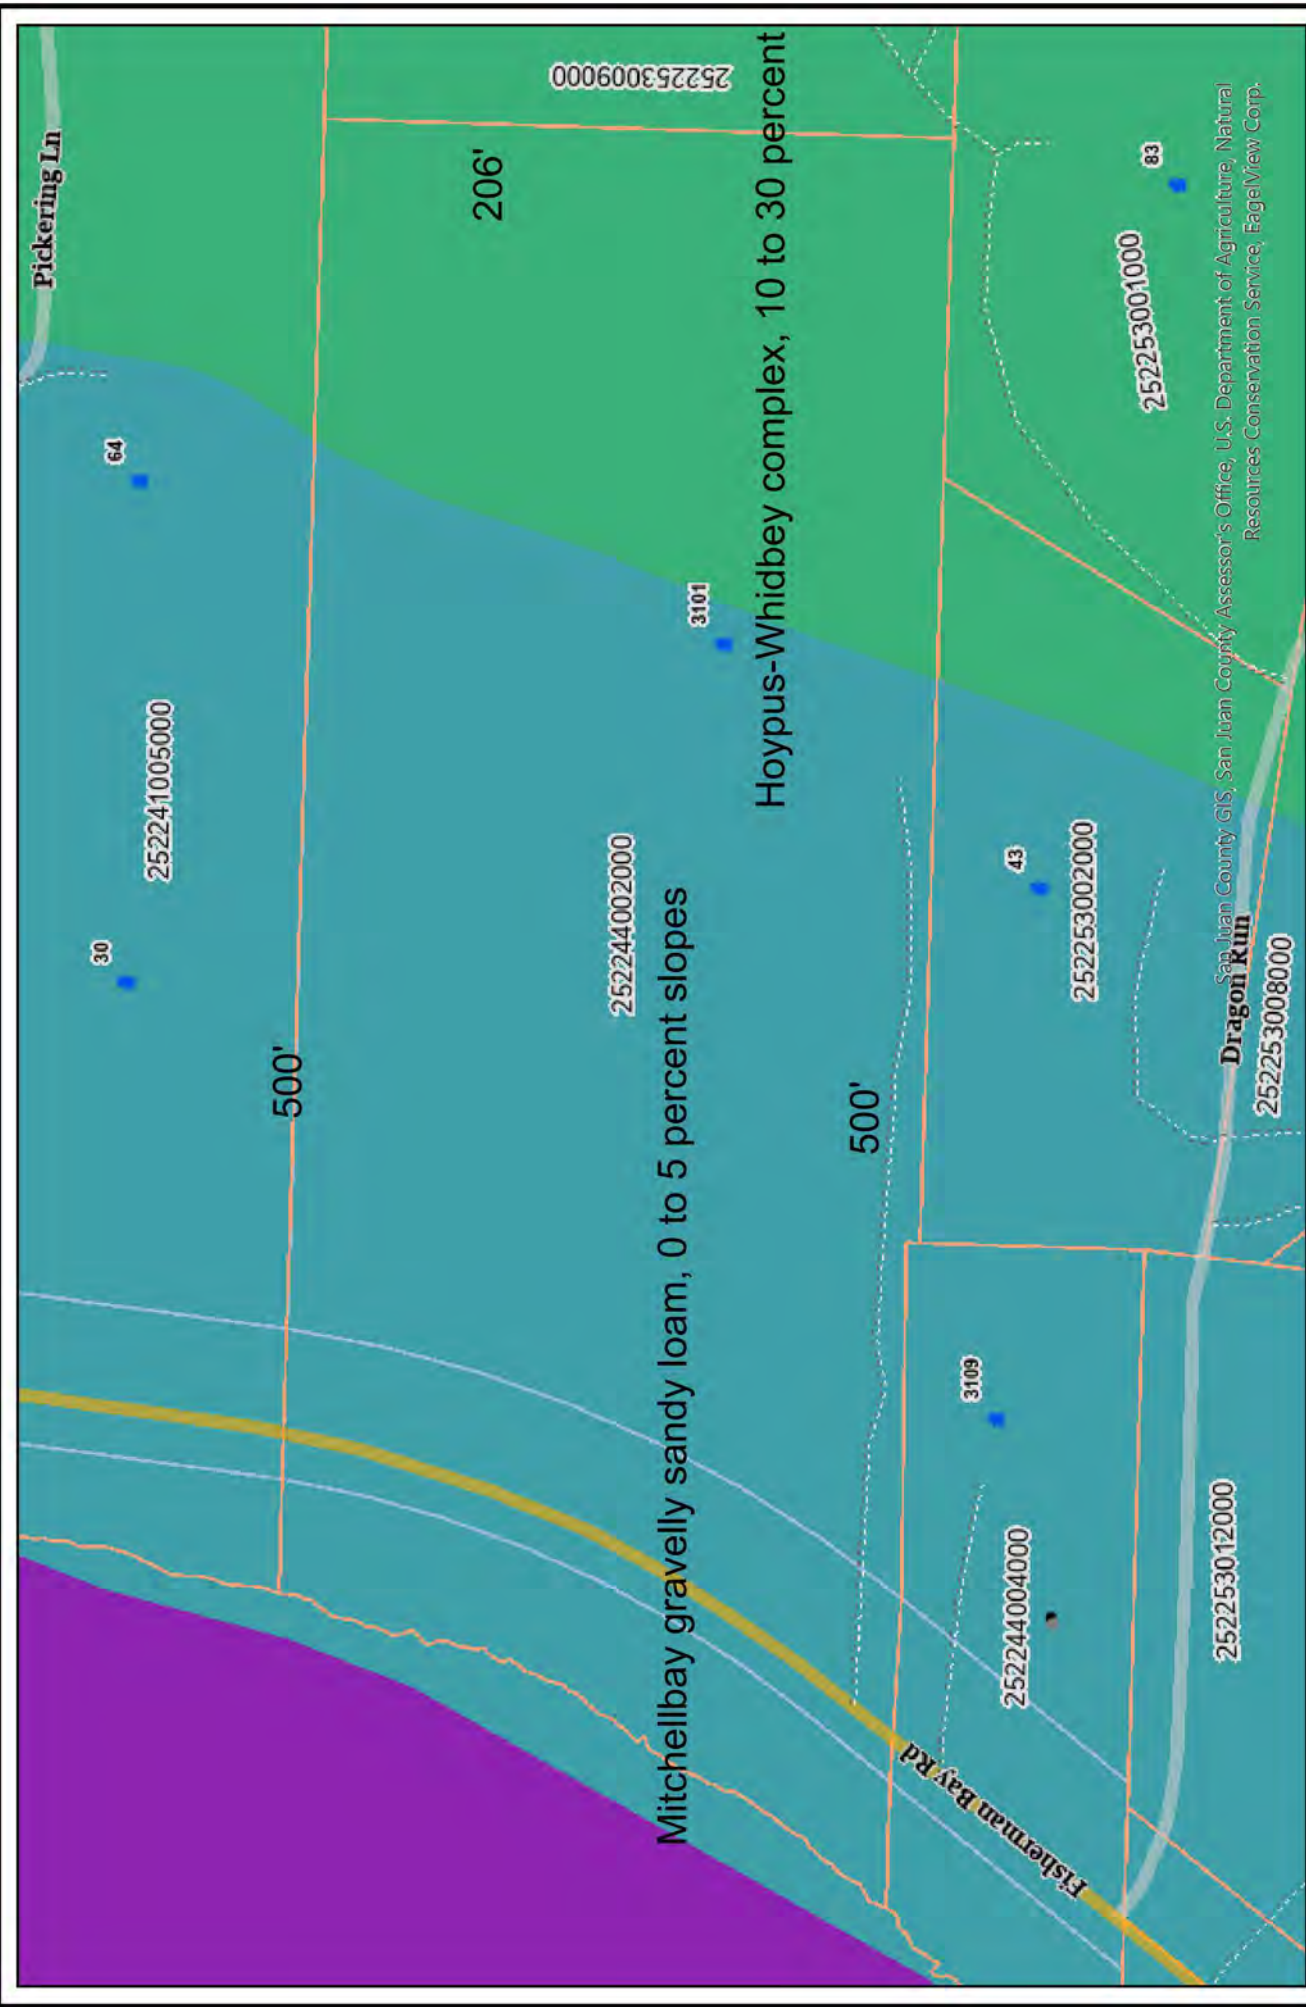 Pickering Ln
64
30
252241005000
500'
206'
252253009000
3101
252244002000
Hoypus-Whidbey complex, 10 to 30 percent
Mitchellbay gravelly sandy loam, 0 to 5 percent slopes
500'
43
252253002000
83
252253001000
3109
252244004000
Fisherman Bay Rd
252253012000
Dragon Run
252253008000
San Juan County GIS, San Juan County Assessor's Office, U.S. Department of Agriculture, Natural
Resources Conservation Service, EagelView Corp.